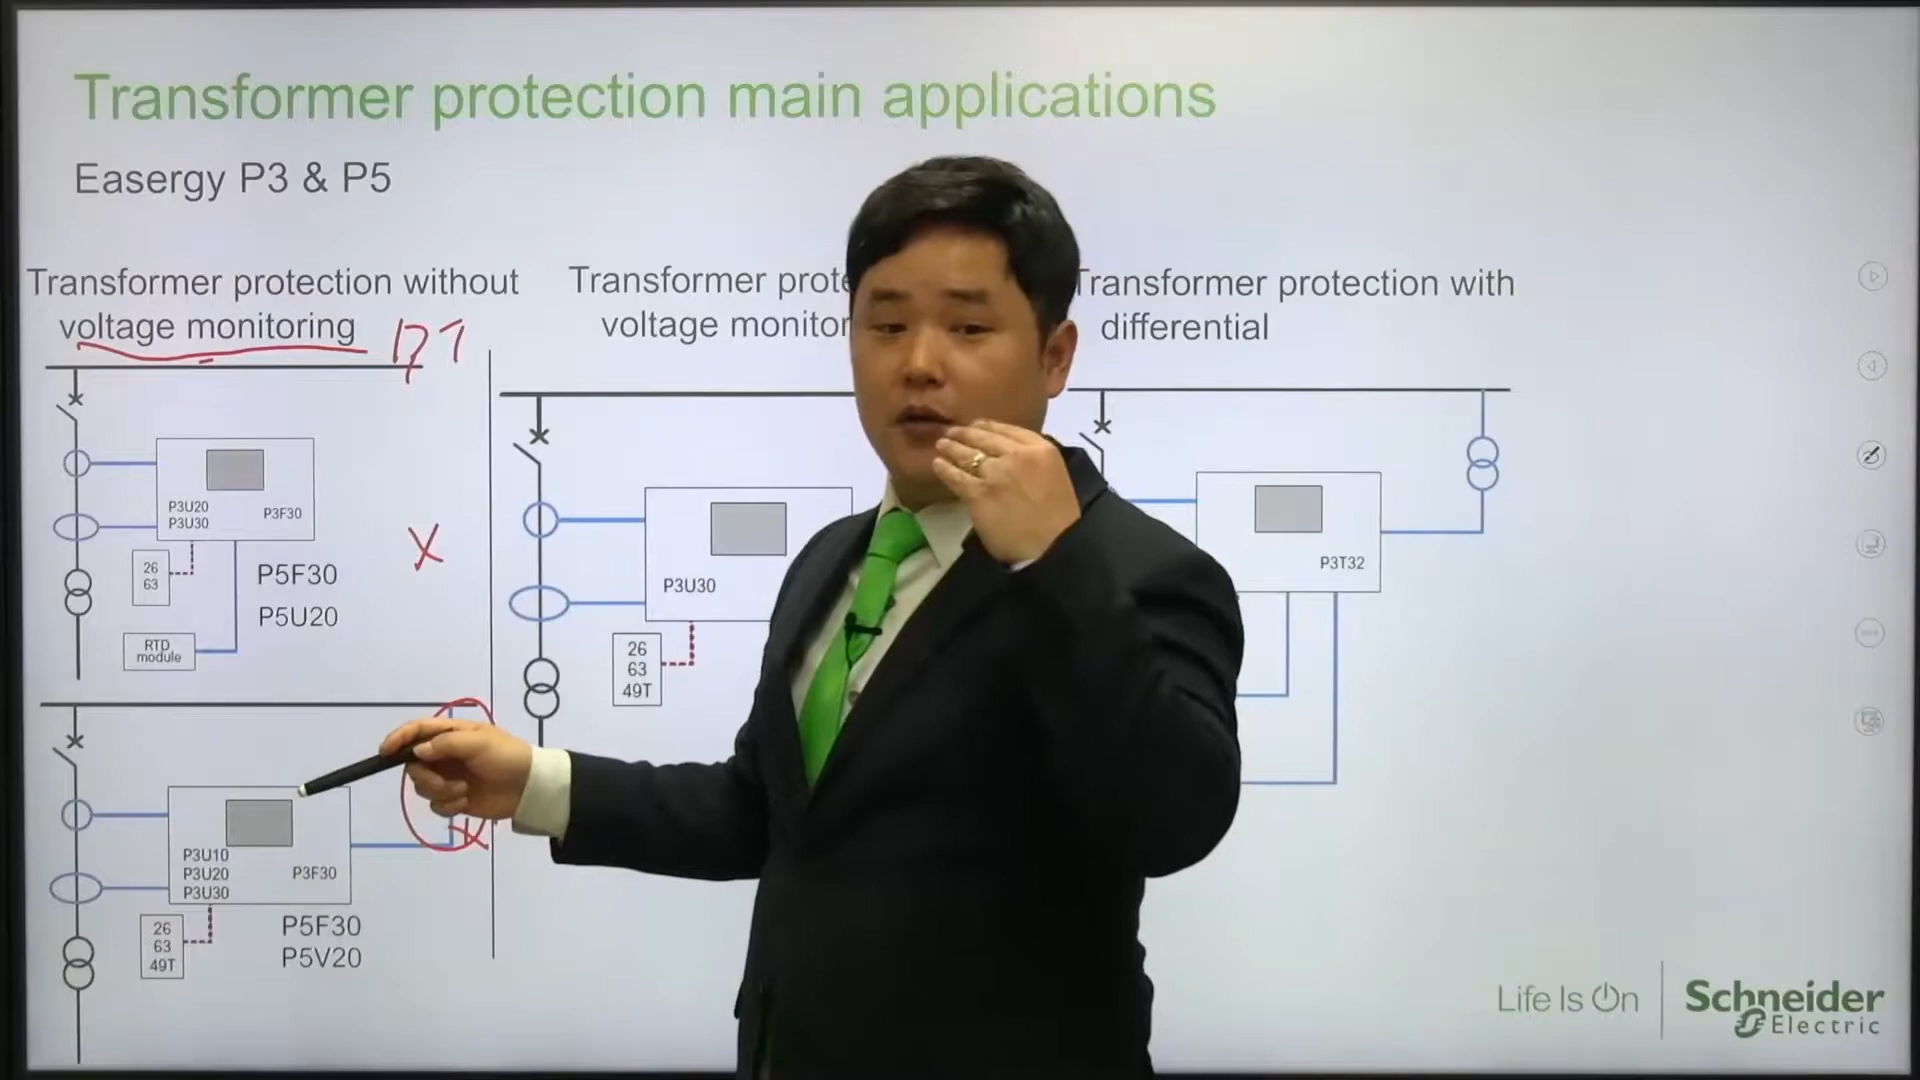 Transformer protection main applications
Easergy P3 & P5
Transformer protection without
voltage monitoring
Transformer prote
voltage monitor
Transformer protection with
differential
P3U20
P3U30
P3F30
26
63
P5F30
P5U20
RTD
module
P3U10
P3U20
P3U30
P3F30
26
63
49T
P5F30
P5V20
P3U30
26
63
49T
P3T32
Life Is On
Schneider
Electric